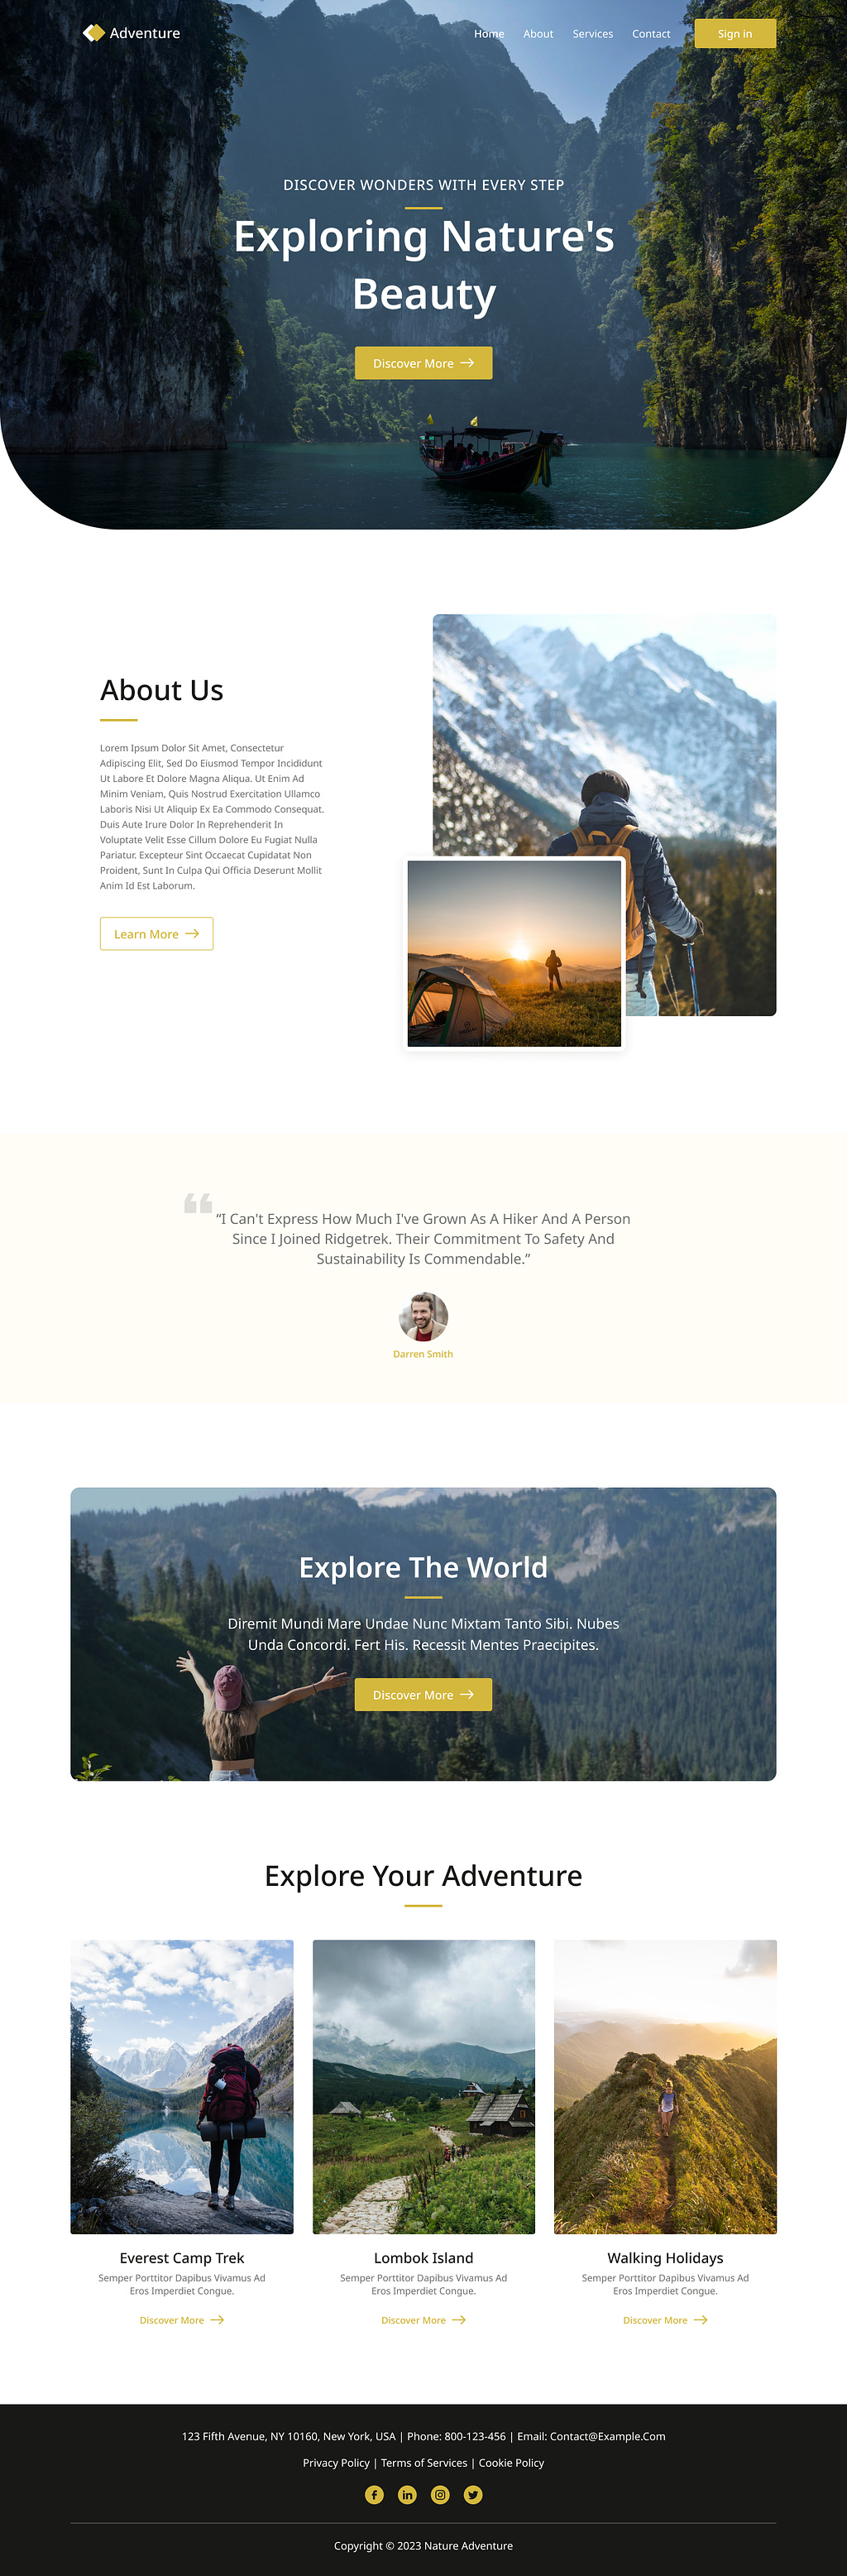 Adventure
Home About Services Contact Sign in
DISCOVER WONDERS WITH EVERY STEP
Exploring Nature's
Beauty
Discover More
About Us
Lorem Ipsum Dolor Sit Amet, Consectetur
Adipiscing Elit, Sed Do Eiusmod Tempor Incididunt
Ut Labore Et Dolore Magna Aliqua. Ut Enim Ad
Minim Veniam, Quis Nostrud Exercitation Ullamco
Laboris Nisi Ut Aliquip Ex Ea Commodo Consequat.
Duis Aute Irure Dolor In Reprehenderit In
Voluptate Velit Esse Cillum Dolore Eu Fugiat Nulla
Pariatur. Excepteur Sint Occaecat Cupidatat Non
Proident, Sunt In Culpa Qui Officia Deserunt Mollit
Anim Id Est Laborum.
Learn More
“I Can't Express How Much I've Grown As A Hiker And A Person
Since I Joined Ridgetrek. Their Commitment To Safety And
Sustainability Is Commendable.”
Darren Smith
Explore The World
Diremit Mundi Mare Undae Nunc Mixtam Tanto Sibi. Nubes
Unda Concordi. Fert His. Recessit Mentes Praecipites.
Discover More
Explore Your Adventure
Everest Camp Trek
Semper Porttitor Dapibus Vivamus Ad
Eros Imperdiet Congue.
Discover More
Lombok Island
Semper Porttitor Dapibus Vivamus Ad
Eros Imperdiet Congue.
Discover More
Walking Holidays
Semper Porttitor Dapibus Vivamus Ad
Eros Imperdiet Congue.
Discover More
123 Fifth Avenue, NY 10160, New York, USA | Phone: 800-123-456 | Email: Contact@Example.Com
Privacy Policy | Terms of Services | Cookie Policy
Copyright © 2023 Nature Adventure